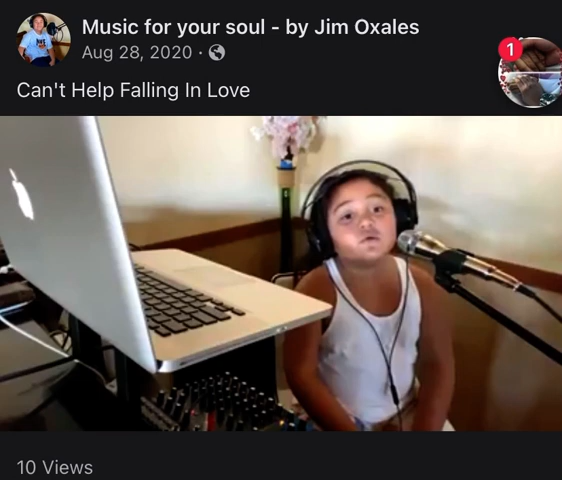 Music for your soul - by Jim Oxales
Aug 28, 2020 ·
1
Can't Help Falling In Love
10 Views